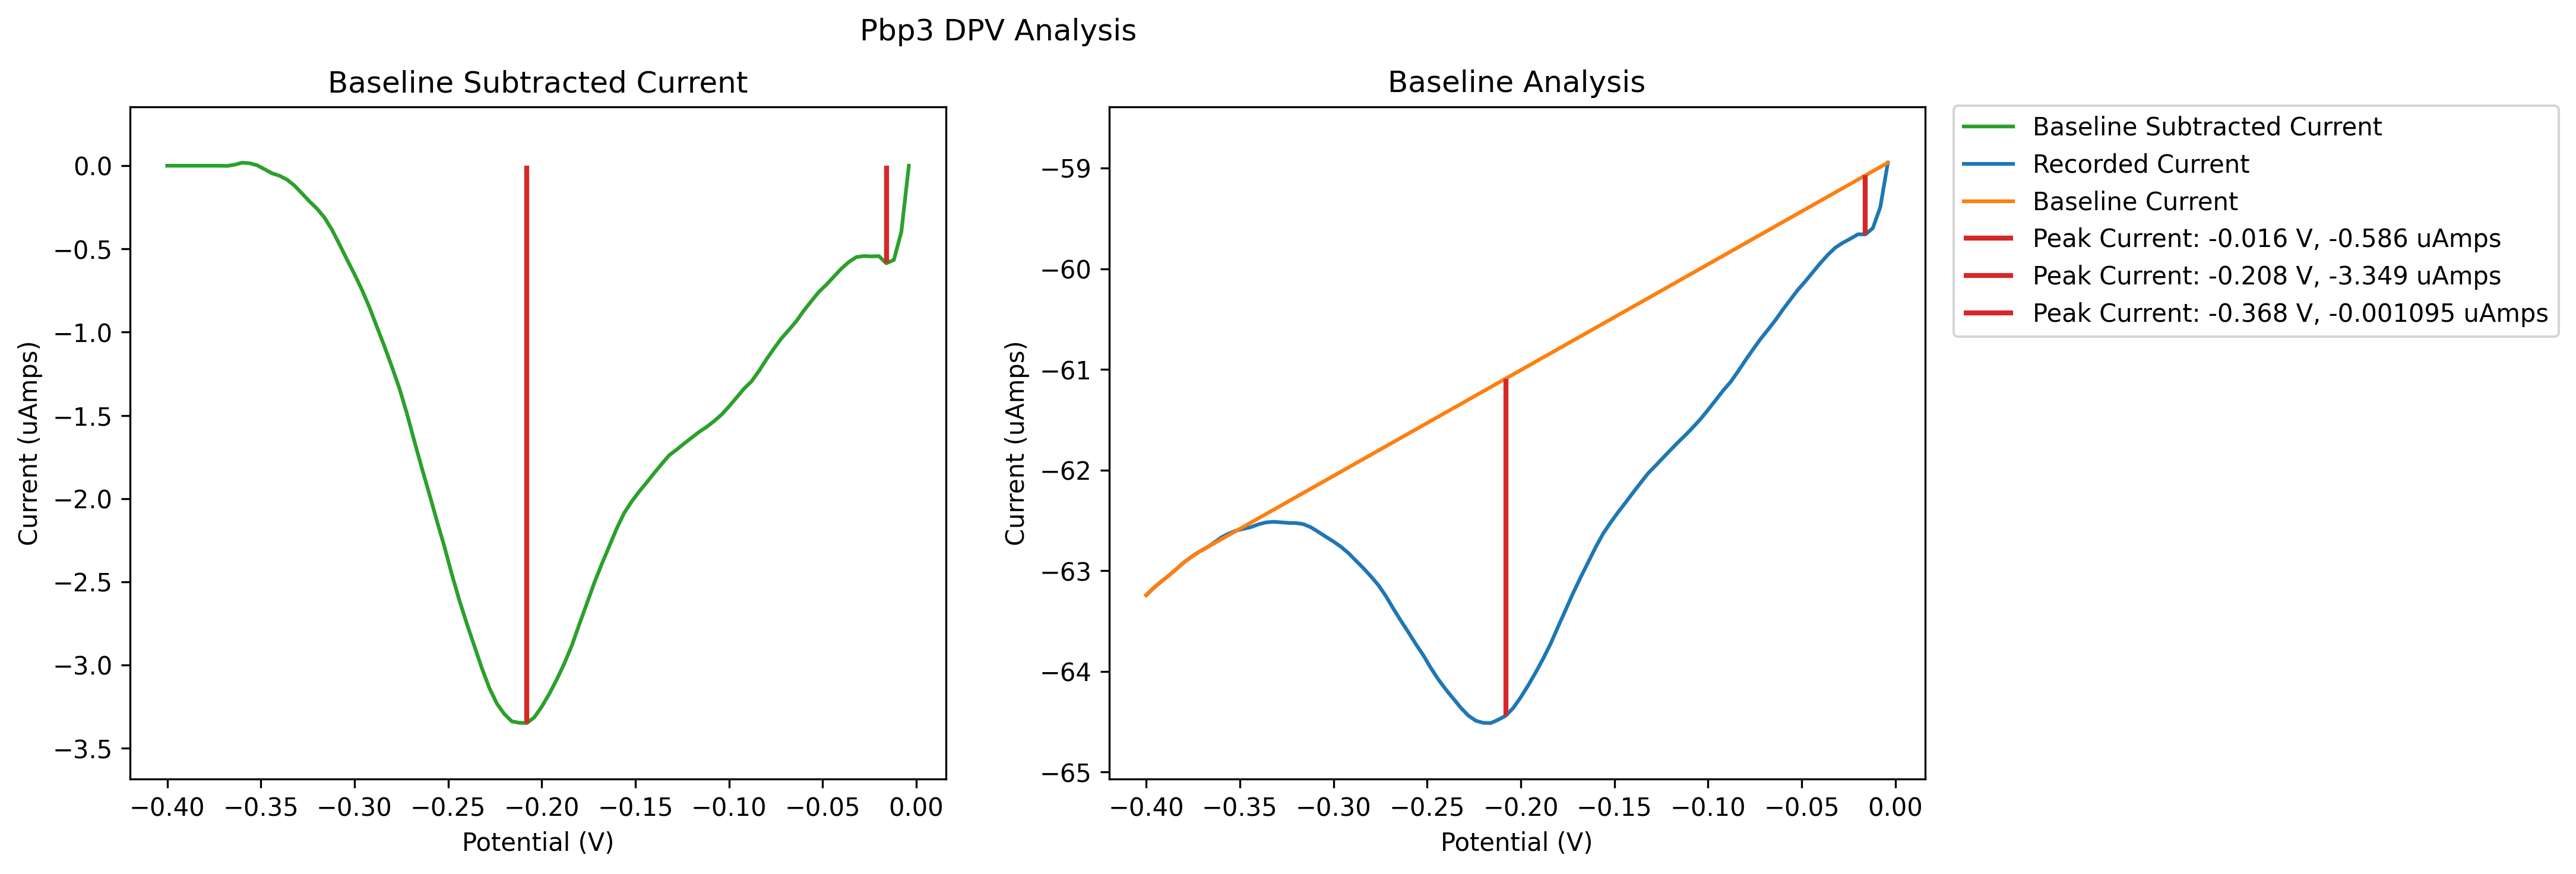 Pbp3 DPV Analysis
Baseline Subtracted Current
Current (uAmps)
0.0
−0.5
−1.0
−1.5
−2.0
−2.5
−3.0
−3.5
−0.40 −0.35 −0.30 −0.25 −0.20 −0.15 −0.10 −0.05 0.00
Potential (V)
Baseline Analysis
Current (uAmps)
−59
−60
−61
−62
−63
−64
−65
−0.40 −0.35 −0.30 −0.25 −0.20 −0.15 −0.10 −0.05 0.00
Potential (V)
Baseline Subtracted Current
Recorded Current
Baseline Current
Peak Current: -0.016 V, -0.586 uAmps
Peak Current: -0.208 V, -3.349 uAmps
Peak Current: -0.368 V, -0.001095 uAmps